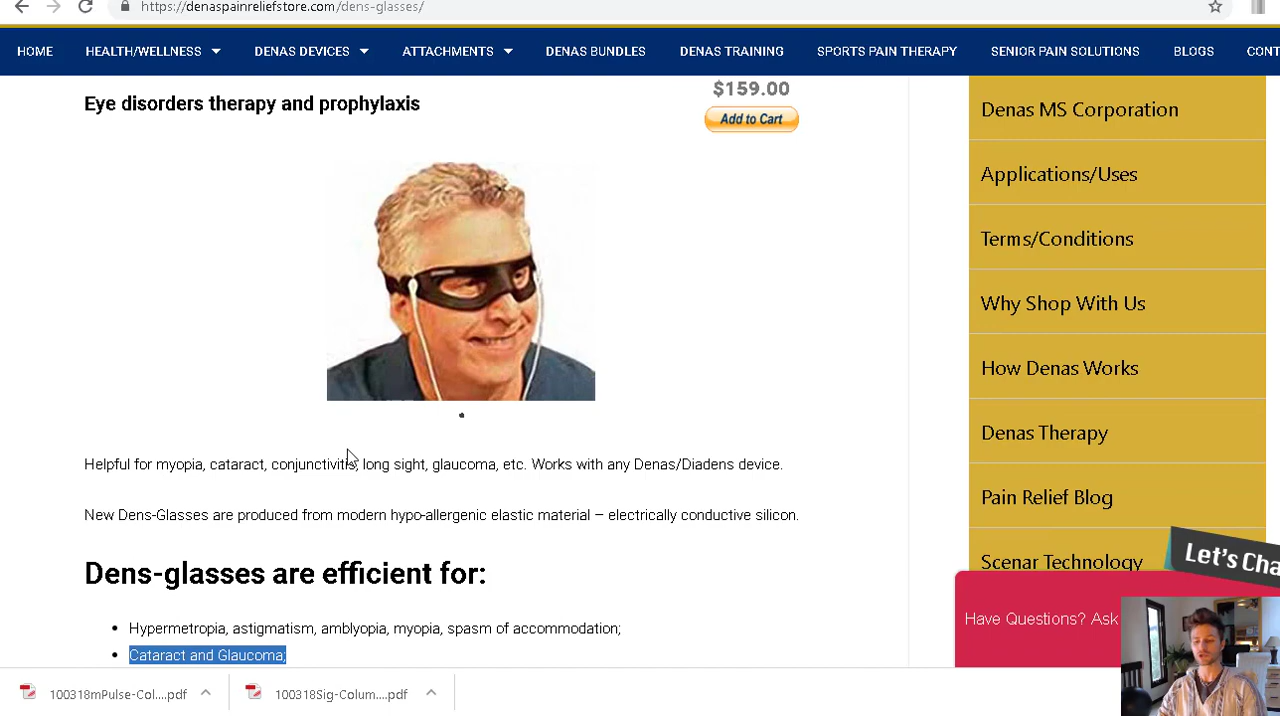 https://denaspainreliefstore.com/dens-glasses/
HOME HEALTH/WELLNESS DENAS DEVICES ATTACHMENTS DENAS BUNDLES DENAS TRAINING SPORTS PAIN THERAPY SENIOR PAIN SOLUTIONS BLOGS CONT
Eye disorders therapy and prophylaxis
$159.00
Add to Cart
Helpful for myopia, cataract, conjunctivitis, long sight, glaucoma, etc. Works with any Denas/Diadens device.
New Dens-Glasses are produced from modern hypo-allergenic elastic material – electrically conductive silicon.
Dens-glasses are efficient for:
• Hypermetropia, astigmatism, amblyopia, myopia, spasm of accommodation;
• Cataract and Glaucoma;
Denas MS Corporation
Applications/Uses
Terms/Conditions
Why Shop With Us
How Denas Works
Denas Therapy
Pain Relief Blog
Scenar Technology
Let's Cha
Have Questions? Ask
100318mPulse-Col....pdf
100318Sig-Colum....pdf